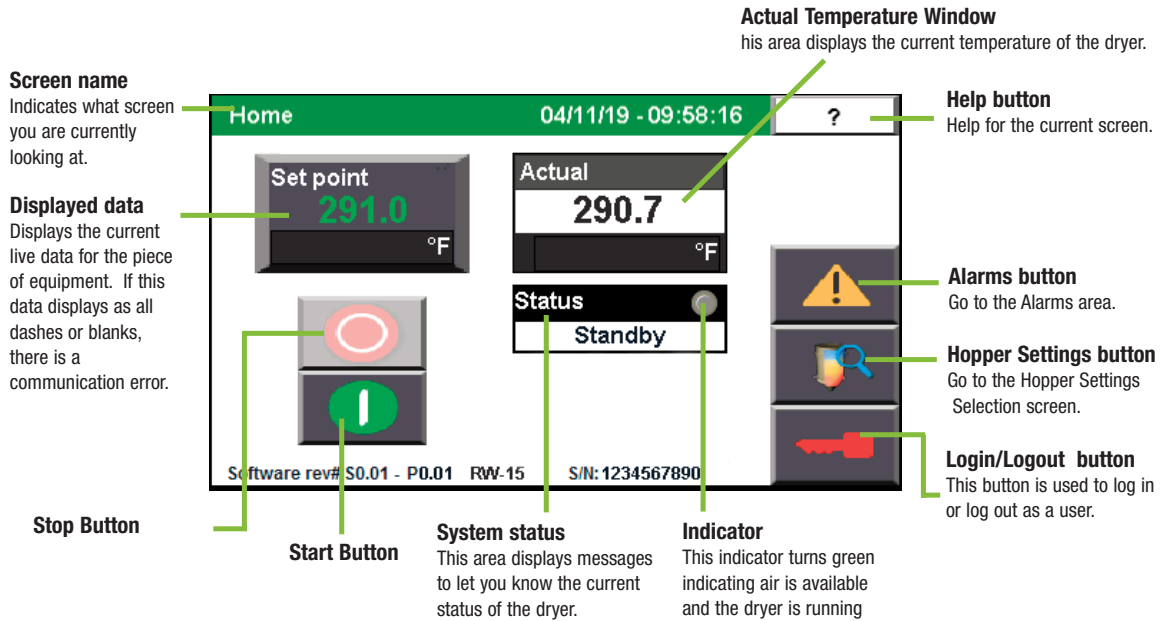 Actual Temperature Window
his area displays the current temperature of the dryer.
Screen name
Indicates what screen
you are currently
looking at.
Displayed data
Displays the current
live data for the piece
of equipment. If this
data displays as all
dashes or blanks,
there is a
communication error.
Home
04/11/19 - 09:58:16
?
Set point
291.0
°F
Actual
290.7
°F
Status
Standby
Software rev# S0.01 - P0.01 RW-15 S/N: 1234567890
Help button
Help for the current screen.
Alarms button
Go to the Alarms area.
Hopper Settings button
Go to the Hopper Settings
Selection screen.
Login/Logout button
This button is used to log in
or log out as a user.
Stop Button
Start Button
System status
This area displays messages
to let you know the current
status of the dryer.
Indicator
This indicator turns green
indicating air is available
and the dryer is running